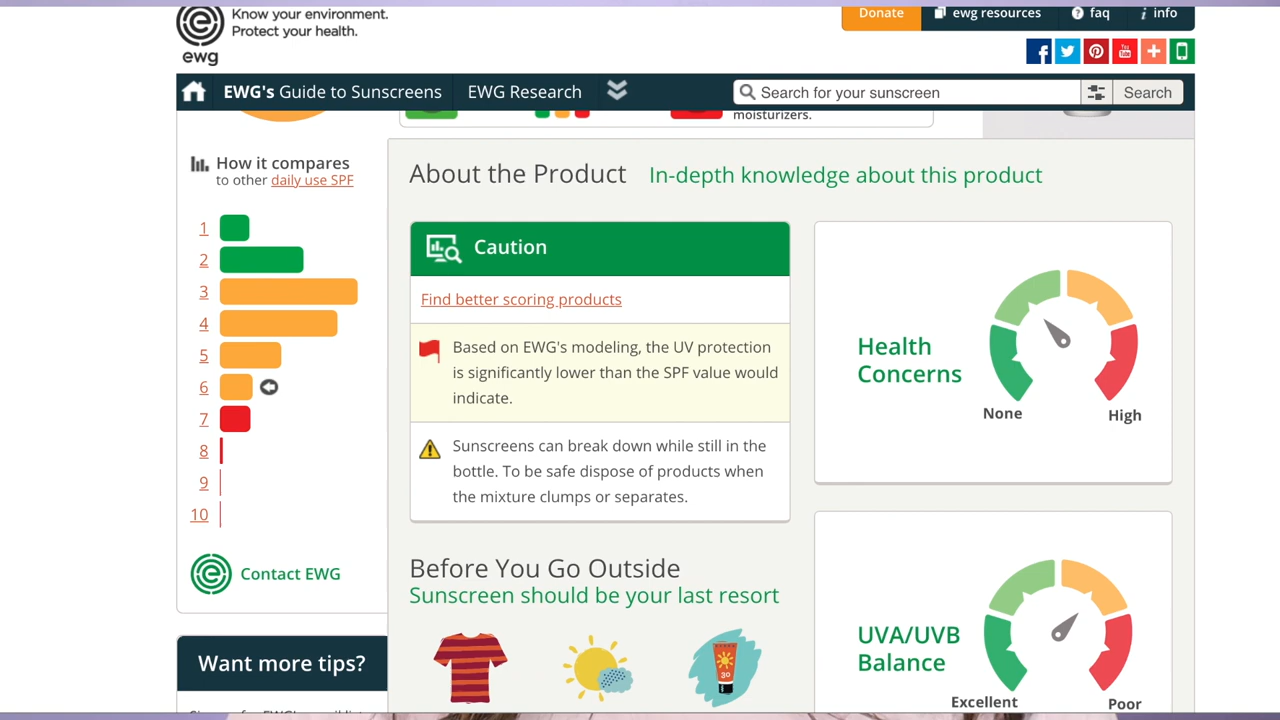 Know your environment.
Protect your health.
ewg
Donate
ewg resources
faq
info
EWG's Guide to Sunscreens
EWG Research
Search for your sunscreen
Search
moisturizers.
How it compares
to other daily use SPF
1
2
3
4
5
6
7
8
9
10
Contact EWG
Want more tips?
About the Product
In-depth knowledge about this product
Caution
Find better scoring products
Based on EWG's modeling, the UV protection
is significantly lower than the SPF value would
indicate.
Sunscreens can break down while still in the
bottle. To be safe dispose of products when
the mixture clumps or separates.
Before You Go Outside
Sunscreen should be your last resort
30
Health
Concerns
None
High
UVA/UVB
Balance
Excellent
Poor